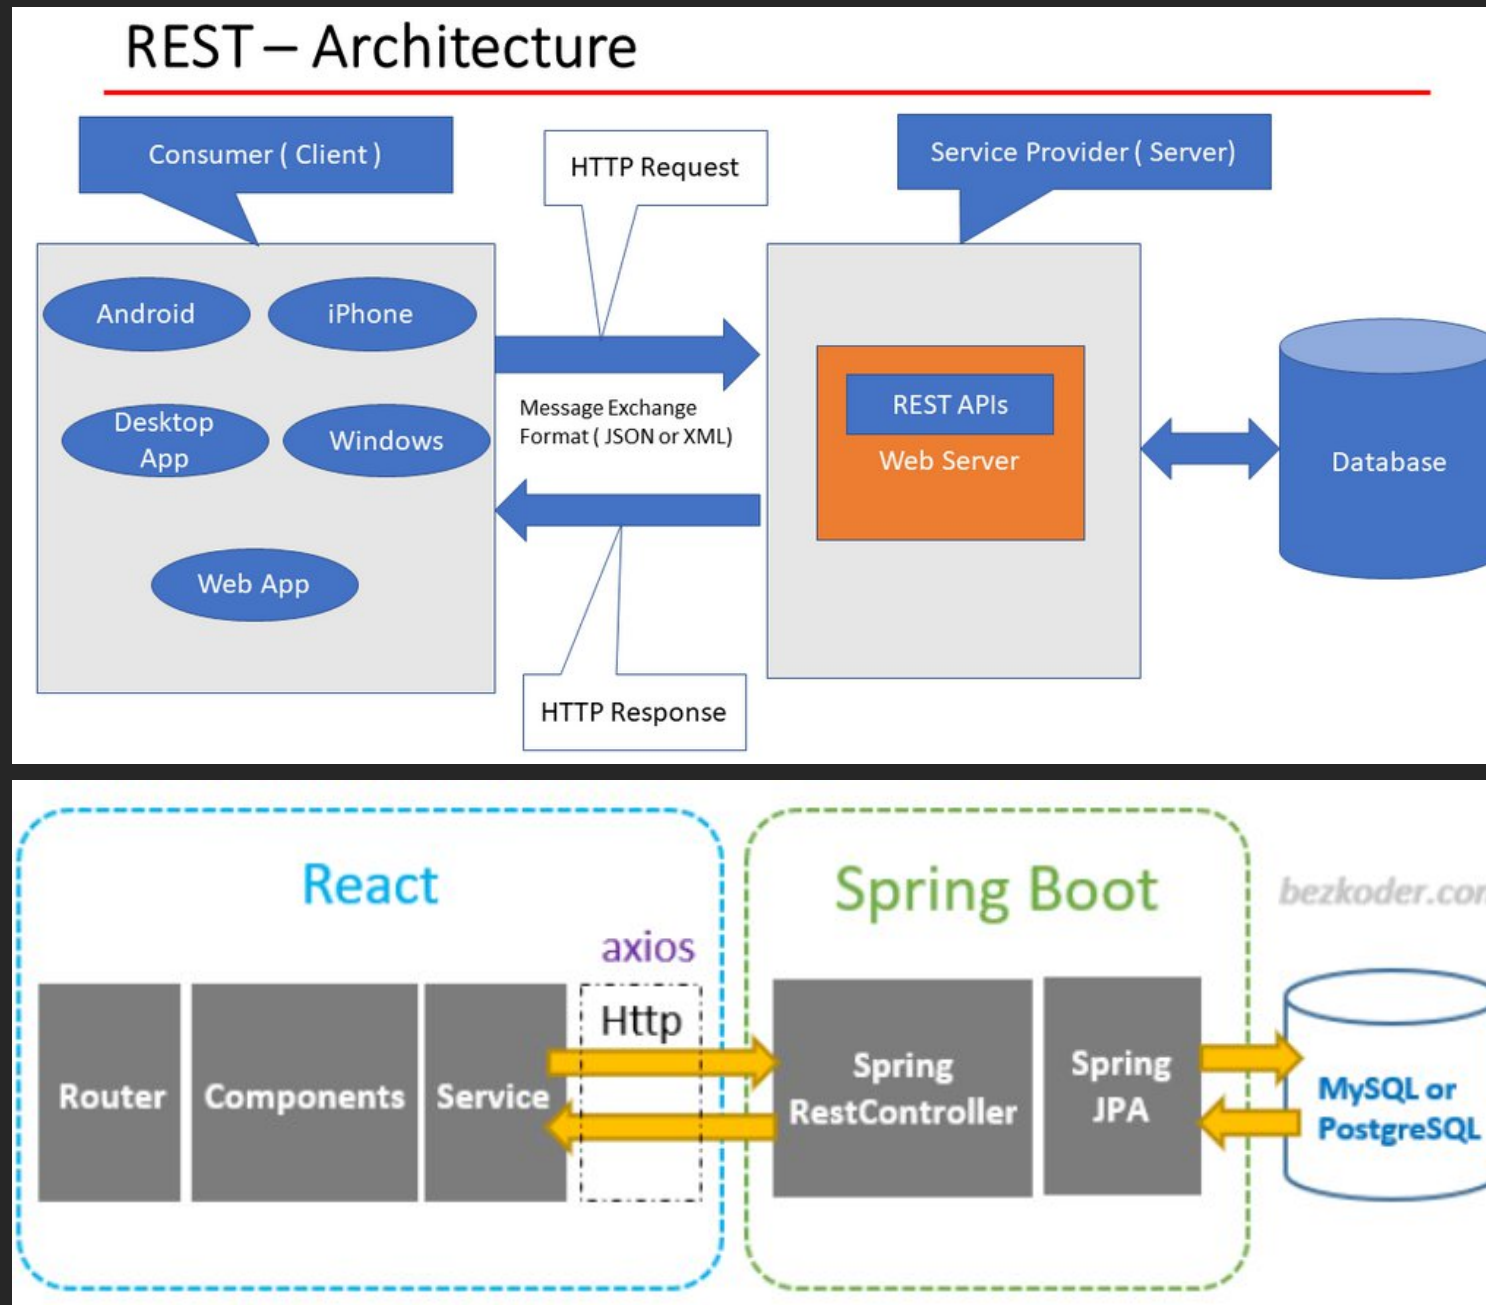 REST – Architecture
Consumer ( Client )
HTTP Request
Service Provider ( Server)
Android
iPhone
Desktop
App
Windows
Web App
Message Exchange
Format ( JSON or XML)
HTTP Response
REST APIs
Web Server
Database
React
axios
Http
Router
Components
Service
Spring Boot
Spring
RestController
Spring
JPA
bezkoder.com
MySQL or
PostgreSQL